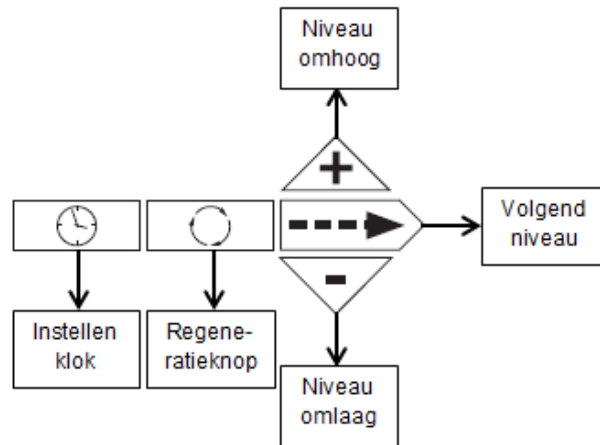 Niveau
omhoog
+
Volgend
niveau
-
Instellen
klok
Regene-
ratieknop
Niveau
omlaag